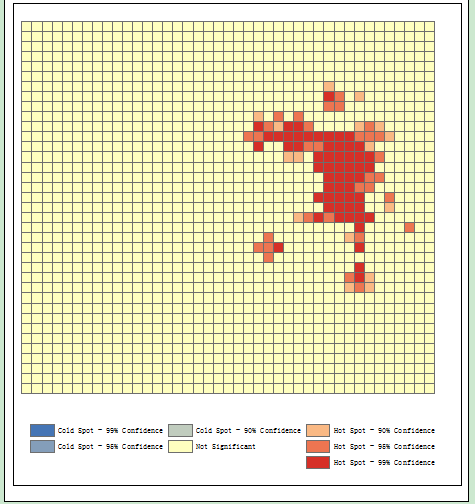 Cold Spot - 99% Confidence
Cold Spot - 95% Confidence
Cold Spot - 90% Confidence
Not Significant
Hot Spot - 90% Confidence
Hot Spot - 95% Confidence
Hot Spot - 99% Confidence